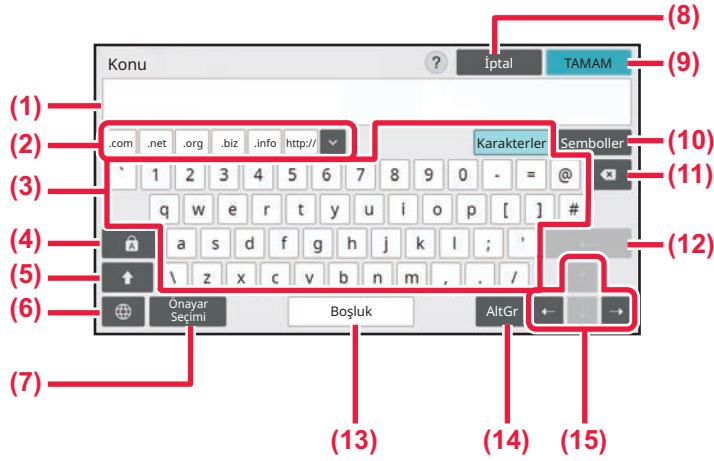 (8)
Konu ? İptal TAMAM (9)
(1)
(2) .com .net .org .biz .info http:// Karakterler Semboller (10)
(3) ` 1 2 3 4 5 6 7 8 9 0 - = @ (11)
q w e r t y u i o p [ ] #
(4) A a s d f g h j k l ; ' (12)
(5) \ z x c v b n m , . /
(6) Önayar
Seçimi Boşluk AltGr
(7) (13) (14) (15)